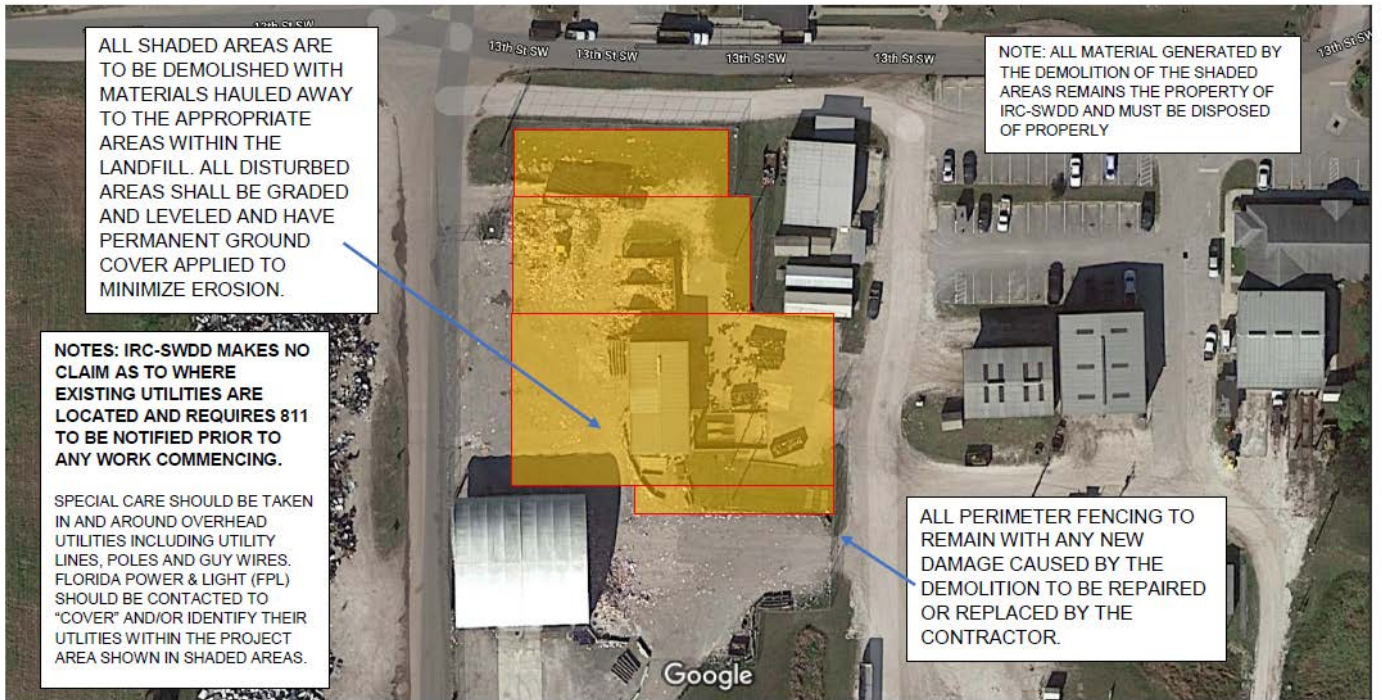 13th St SW
ALL SHADED AREAS ARE
TO BE DEMOLISHED WITH
MATERIALS HAULED AWAY
TO THE APPROPRIATE
AREAS WITHIN THE
LANDFILL. ALL DISTURBED
AREAS SHALL BE GRADED
AND LEVELED AND HAVE
PERMANENT GROUND
COVER APPLIED TO
MINIMIZE EROSION.
13th St SW
13th St SW
13th St SW
13th St SW
13th St SW
NOTE: ALL MATERIAL GENERATED BY
THE DEMOLITION OF THE SHADED
AREAS REMAINS THE PROPERTY OF
IRC-SWDD AND MUST BE DISPOSED
OF PROPERLY
NOTES: IRC-SWDD MAKES NO
CLAIM AS TO WHERE
EXISTING UTILITIES ARE
LOCATED AND REQUIRES 811
TO BE NOTIFIED PRIOR TO
ANY WORK COMMENCING.
SPECIAL CARE SHOULD BE TAKEN
IN AND AROUND OVERHEAD
UTILITIES INCLUDING UTILITY
LINES, POLES AND GUY WIRES.
FLORIDA POWER & LIGHT (FPL)
SHOULD BE CONTACTED TO
“COVER” AND/OR IDENTIFY THEIR
UTLITIES WITHIN THE PROJECT
AREA SHOWN IN SHADED AREAS.
ALL PERIMETER FENCING TO
REMAIN WITH ANY NEW
DAMAGE CAUSED BY THE
DEMOLITION TO BE REPAIRED
OR REPLACED BY THE
CONTRACTOR.
Google